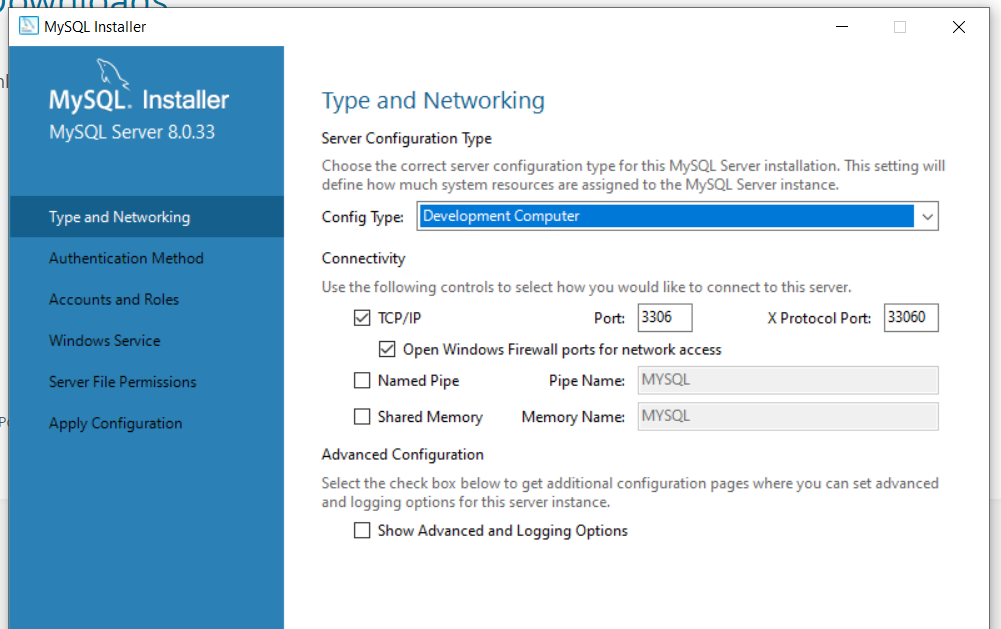 Downloads
MySQL Installer
MySQL. Installer
MySQL Server 8.0.33
Type and Networking
Authentication Method
Accounts and Roles
Windows Service
Server File Permissions
Apply Configuration
Type and Networking
Server Configuration Type
Choose the correct server configuration type for this MySQL Server installation. This setting will
define how much system resources are assigned to the MySQL Server instance.
Config Type: Development Computer
Connectivity
Use the following controls to select how you would like to connect to this server.
TCP/IP Port: 3306 X Protocol Port: 33060
Open Windows Firewall ports for network access
Named Pipe Pipe Name: MYSQL
Shared Memory Memory Name: MYSQL
Advanced Configuration
Select the check box below to get additional configuration pages where you can set advanced
and logging options for this server instance.
Show Advanced and Logging Options